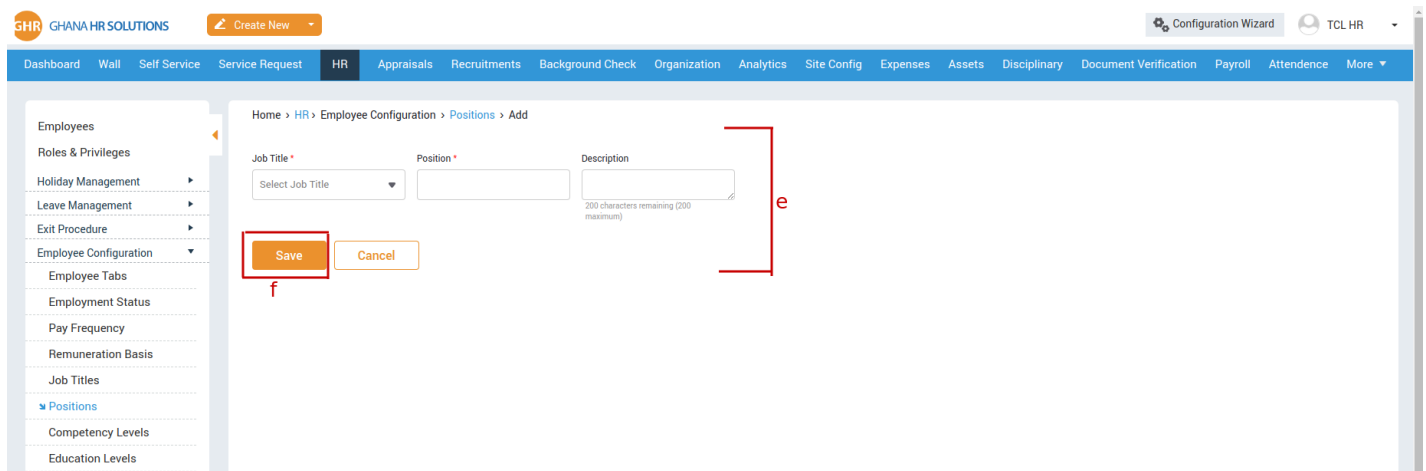 GHR GHANA HR SOLUTIONS Create New Configuration Wizard TCL HR
Dashboard Wall Self Service Service Request HR Appraisals Recruitments Background Check Organization Analytics Site Config Expenses Assets Disciplinary Document Verification Payroll Attendence More
Home › HR › Employee Configuration › Positions › Add
Employees
Roles & Privileges
Holiday Management
Leave Management
Exit Procedure
Employee Configuration
Employee Tabs
Employment Status
Pay Frequency
Remuneration Basis
Job Titles
Positions
Competency Levels
Education Levels
Job Title * Position * Description
Select Job Title
200 characters remaining (200
maximum)
e
Save Cancel
f